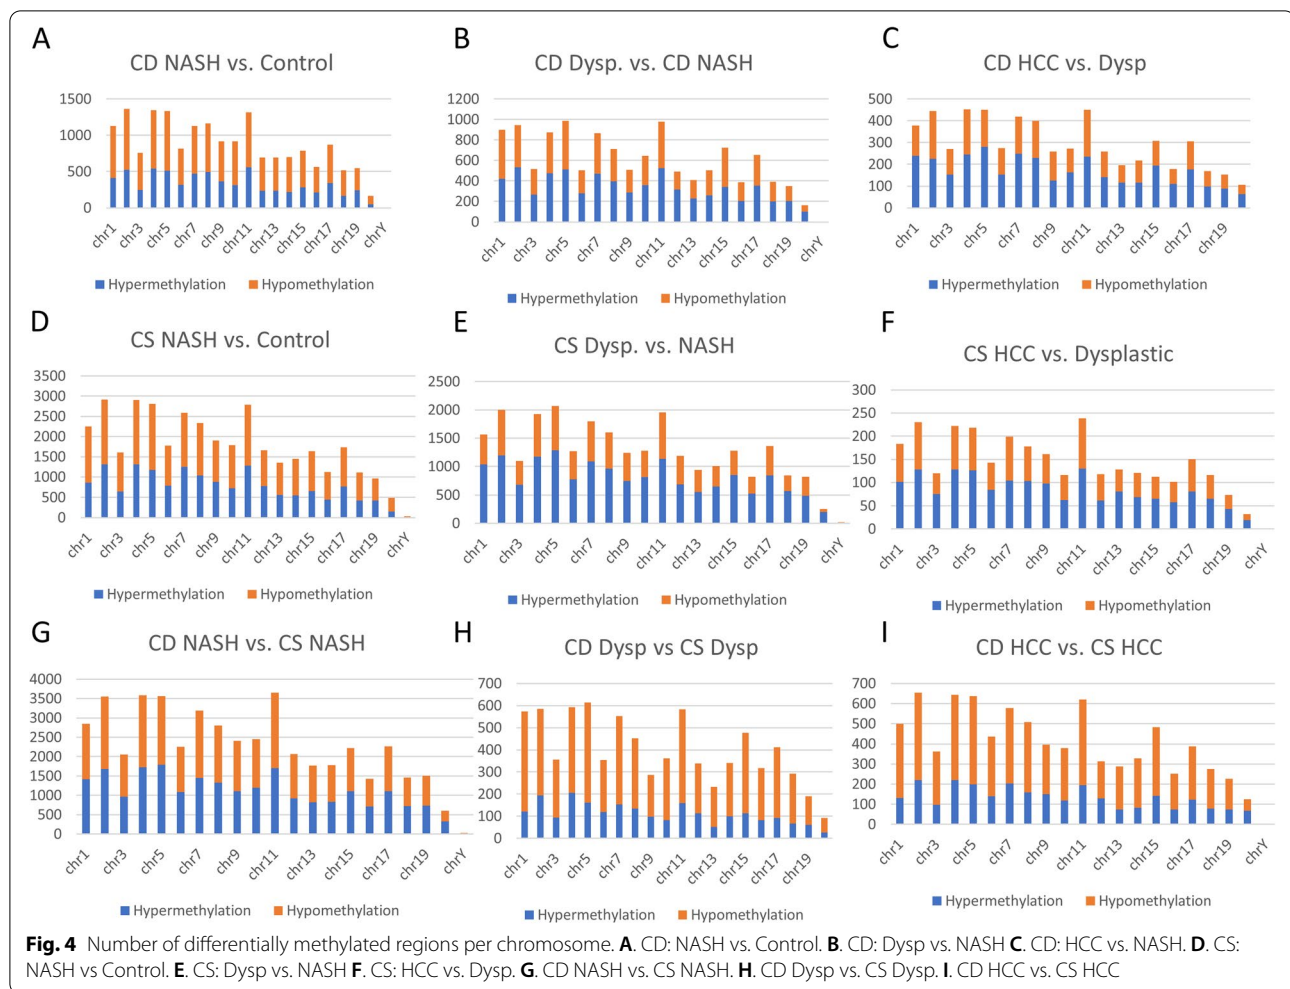 A
CD NASH vs. Control
1500
1000
500
0
chr1
chr3
chr5
chr7
chr9
chr11
chr13
chr15
chr17
chr19
chrY
Hypermethylation Hypomethylation
B
CD Dysp. vs. CD NASH
1200
1000
800
600
400
200
0
chr1
chr3
chr5
chr7
chr9
chr11
chr13
chr15
chr17
chr19
chrY
Hypermethylation Hypomethylation
C
CD HCC vs. Dysp
500
400
300
200
100
0
chr1
chr3
chr5
chr7
chr9
chr11
chr13
chr15
chr17
chr19
Hypermethylation Hypomethylation
D
CS NASH vs. Control
3500
3000
2500
2000
1500
1000
500
0
chr1
chr3
chr5
chr7
chr9
chr11
chr13
chr15
chr17
chr19
chrY
Hypermethylation Hypomethylation
E
CS Dysp. vs. NASH
2500
2000
1500
1000
500
0
chr1
chr3
chr5
chr7
chr9
chr11
chr13
chr15
chr17
chr19
chrY
Hypermethylation Hypomethylation
F
CS HCC vs. Dysplastic
300
250
200
150
100
50
0
chr1
chr3
chr5
chr7
chr9
chr11
chr13
chr15
chr17
chr19
chrY
Hypermethylation Hypomethylation
G
CD NASH vs. CS NASH
4000
3500
3000
2500
2000
1500
1000
500
0
chr1
chr3
chr5
chr7
chr9
chr11
chr13
chr15
chr17
chr19
chrY
Hypermethylation Hypomethylation
H
CD Dysp vs CS Dysp
700
600
500
400
300
200
100
0
chr1
chr3
chr5
chr7
chr9
chr11
chr13
chr15
chr17
chr19
Hypermethylation Hypomethylation
I
CD HCC vs. CS HCC
700
600
500
400
300
200
100
0
chr1
chr3
chr5
chr7
chr9
chr11
chr13
chr15
chr17
chr19
chrY
Hypermethylation Hypomethylation
Fig. 4 Number of differentially methylated regions per chromosome. A. CD: NASH vs. Control. B. CD: Dysp vs. NASH C. CD: HCC vs. NASH. D. CS:
NASH vs Control. E. CS: Dysp vs. NASH F. CS: HCC vs. Dysp. G. CD NASH vs. CS NASH. H. CD Dysp vs. CS Dysp. I. CD HCC vs. CS HCC